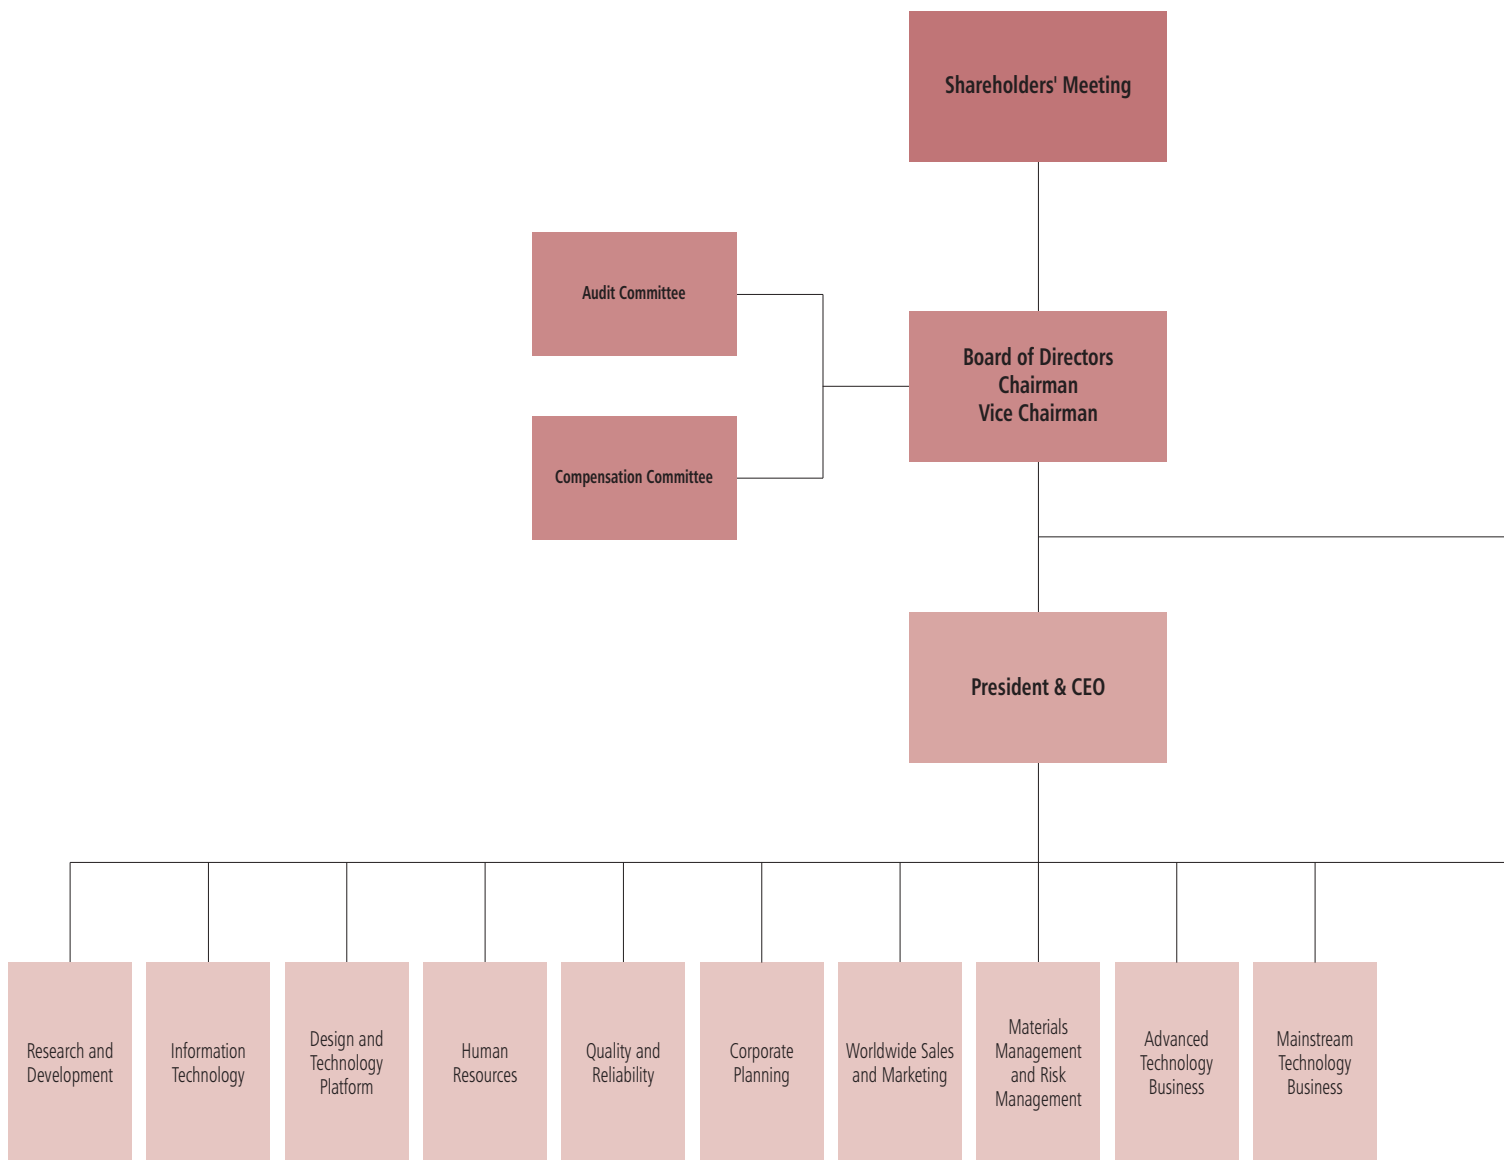 Shareholders' Meeting
Audit Committee
Board of Directors
Chairman
Vice Chairman
Compensation Committee
President & CEO
Research and
Development
Information
Technology
Design and
Technology
Platform
Human
Resources
Quality and
Reliability
Corporate
Planning
Worldwide Sales
and Marketing
Materials
Management
and Risk
Management
Advanced
Technology
Business
Mainstream
Technology
Business